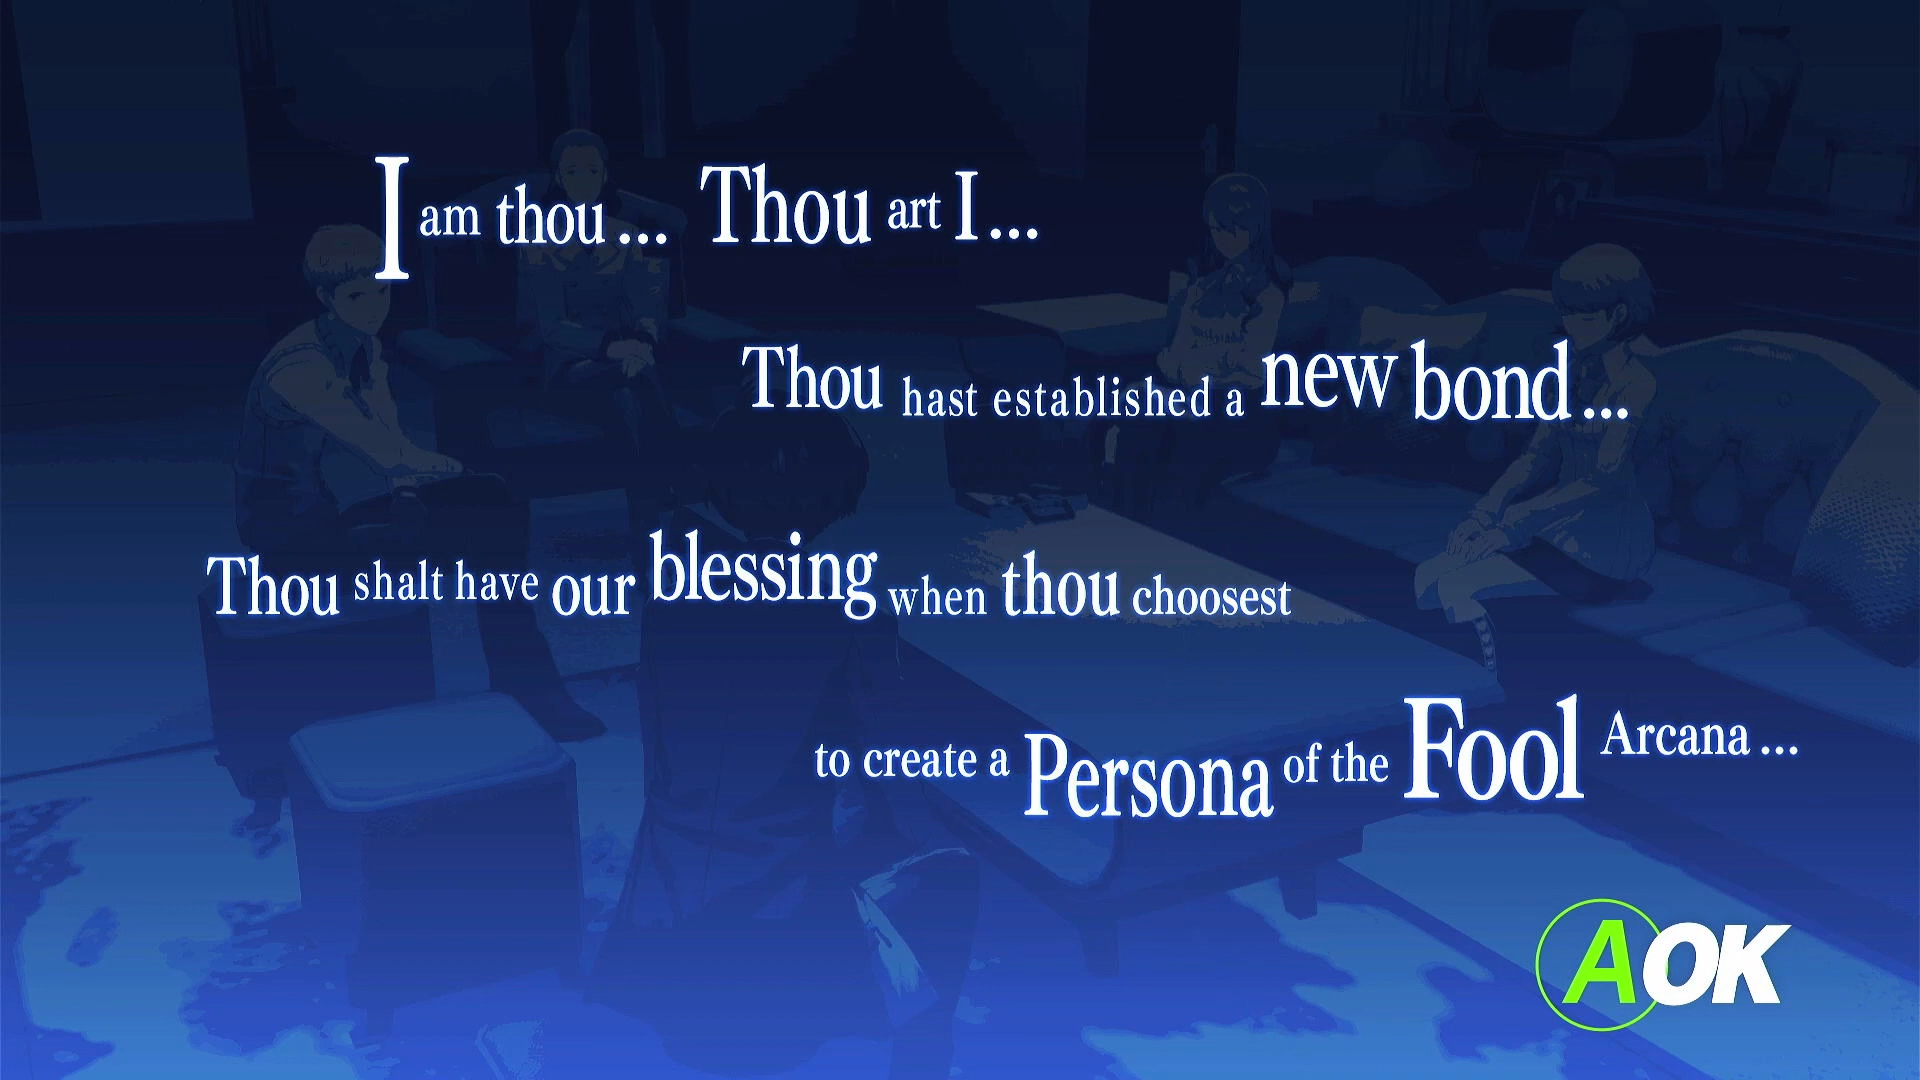 I am thou... Thou art I...
Thou hast established a new bond...
Thou shalt have our blessing when thou choosest
to create a Persona of the Fool Arcana...
A OK